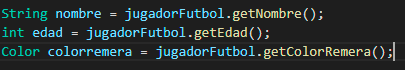 String nombre = jugadorFutbol.getNombre();
int edad = jugadorFutbol.getEdad();
Color colorremera = jugadorFutbol.getColorRemera();